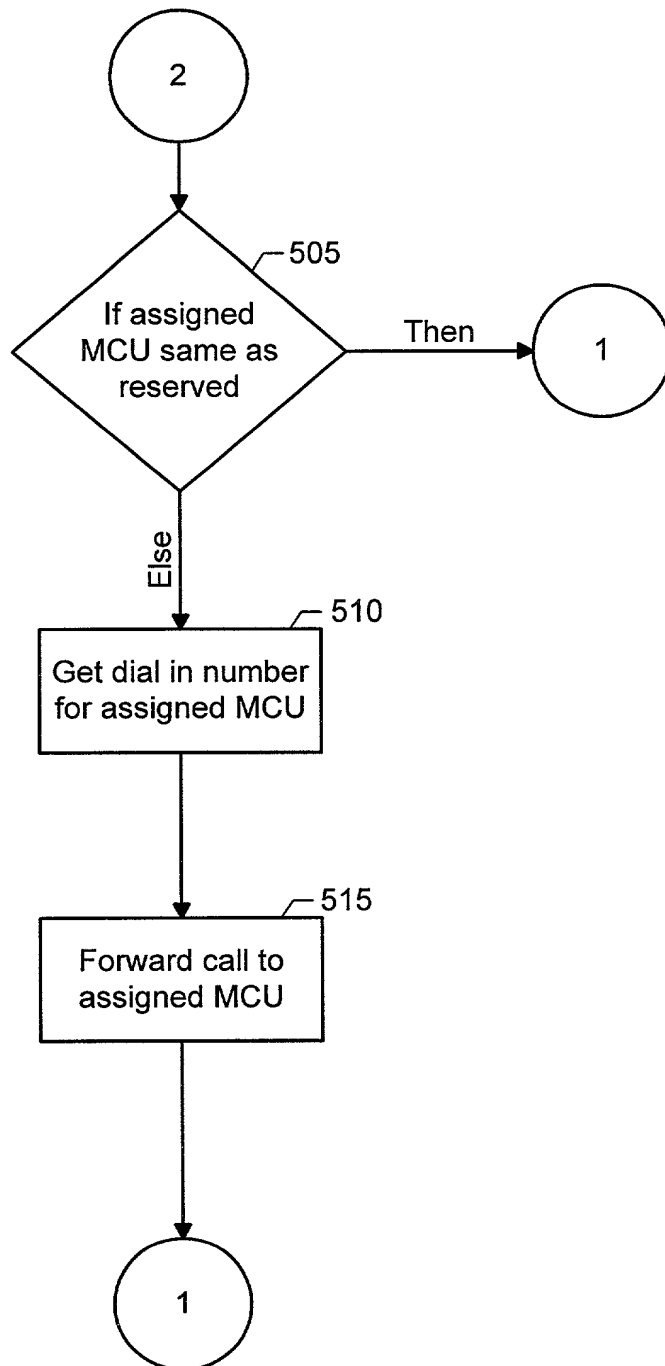 2
505
If assigned
MCU same as
reserved
Then
1
Else
510
Get dial in number
for assigned MCU
515
Forward call to
assigned MCU
1